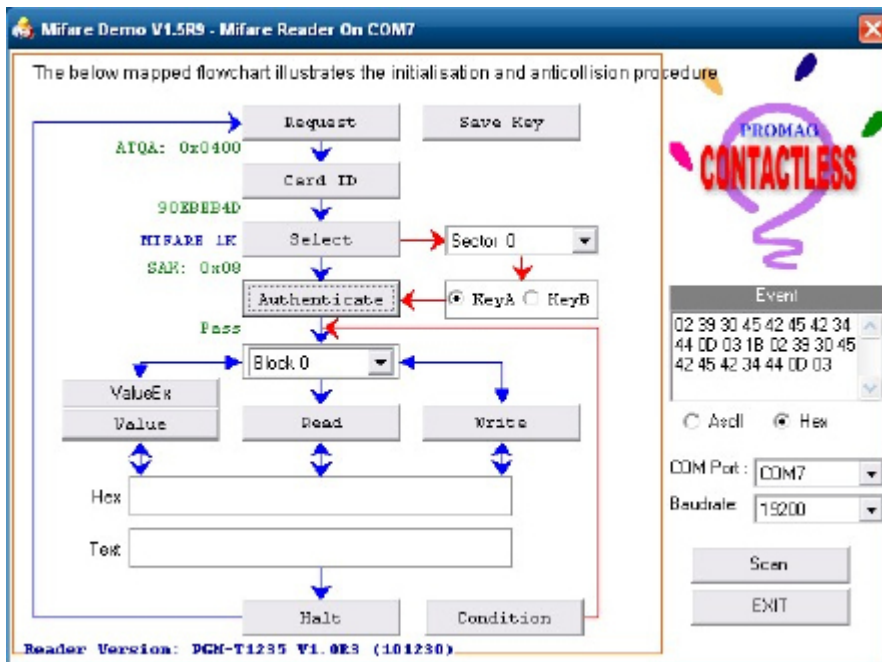 Mifare Demo V1.5R9 - Mifare Reader On COM7
The below mapped flowchart illustrates the initialisation and anticollision procedure
Request
Save Key
ATQA: 0x0400
Card ID
90EBEB4D
MIFARE 1K
Select
Sector 0
SAK: 0x08
Authenticate
KeyA
KeyB
Pass
Block 0
ValueEx
Value
Read
Write
Hex
Text
Halt
Condition
Reader Version: PGM-T1235 V1.0R3 (101230)
PROMAG
CONTACTLESS
Event
02 39 30 45 42 45 42 34
44 0D 03 1B 02 39 30 45
42 45 42 34 44 0D 03
Ascll
Hex
COM Port :
COM7
Baudrate:
19200
Scan
EXIT